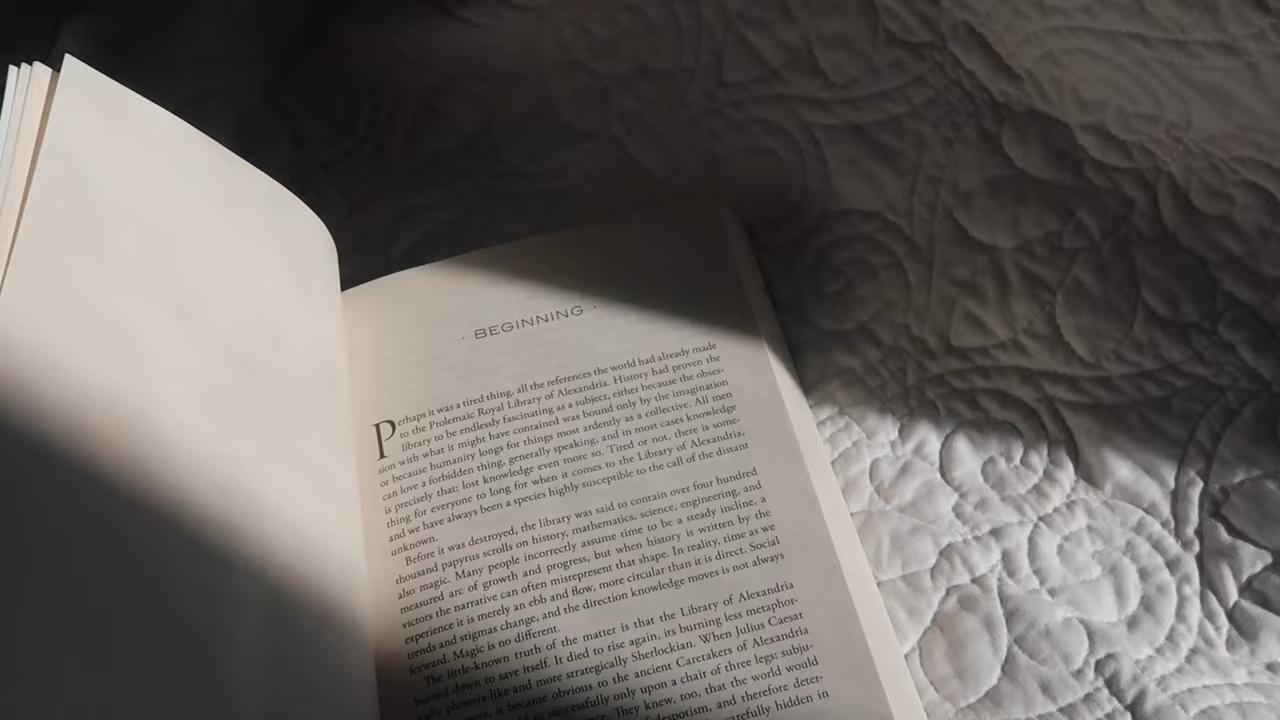 · BEGINNING ·
Perhaps it was a tired thing, all the references the world had already made
to the Ptolemaic Royal Library of Alexandria. History had proven the
library to be endlessly fascinating as a subject, either because the obses-
sion with what it might have contained was bound only by the imagination
or because humanity longs for things most ardently as a collective. All men
can love a forbidden thing, generally speaking, and in most cases knowledge
is precisely that; lost knowledge even more so. Tired or not, there is some-
thing for everyone to long for when it comes to the Library of Alexandria,
and we have always been a species highly susceptible to the call of the distant
unknown.
Before it was destroyed, the library was said to contain over four hundred
thousand papyrus scrolls on history, mathematics, science, engineering, and
also magic. Many people incorrectly assume time to be a steady incline, a
measured arc of growth and progress, but when history is written by the
victors the narrative can often misrepresent that shape. In reality, time as we
experience it is merely an ebb and flow, more circular than it is direct. Social
trends and stigmas change, and the direction knowledge moves is not always
forward. Magic is no different.
The little-known truth of the matter is that the Library of Alexandria
burned down to save itself. It died to rise again, its burning less metaphor-
ically phoenix-like and more strategically Sherlockian. When Julius Caesar
it became obvious to the ancient Caretakers of Alexandria
successfully only upon a chair of three legs: subju-
They knew, too, that the world would
despotism, and therefore deter-
carefully hidden in